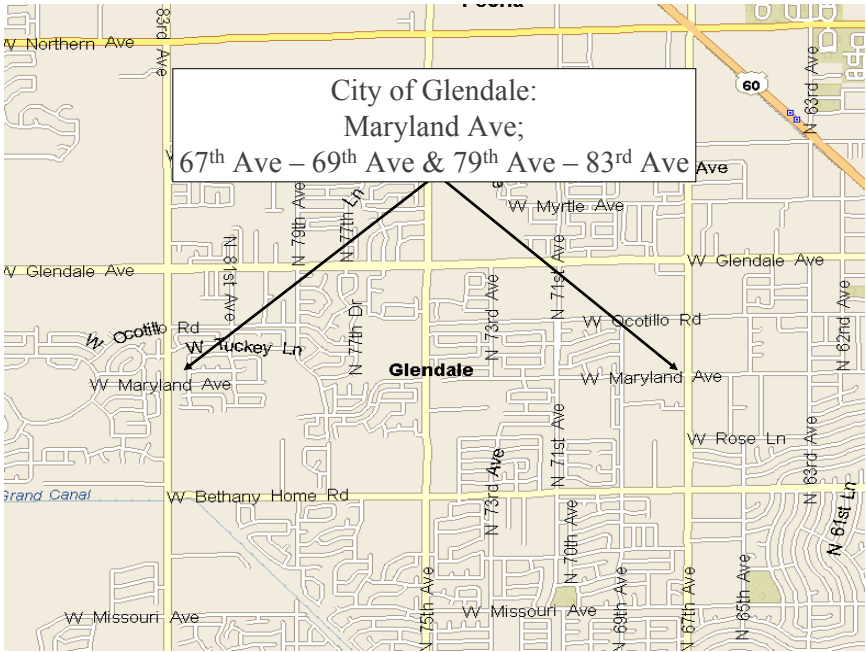 Peoria
83rd Ave
W Northern Ave
60
N 63rd Ave
City of Glendale:
Maryland Ave;
67th Ave – 69th Ave & 79th Ave – 83rd Ave
Ave
N 79th Ave
N 77th Ln
W Myrtle Ave
N 81st Ave
N 71st Ave
W Glendale Ave
W Glendale Ave
N 73rd Ave
N 77th Dr
W Ocotillo Rd
W Ocotillo Rd
N 62nd Ave
W Tuckey Ln
Glendale
W Maryland Ave
W Maryland Ave
N 71st Ave
W Rose Ln
N 73rd Ave
N 63rd Ave
N 61st Ln
Grand Canal
W Bethany Home Rd
N 70th Ave
N 75th Ave
N 69th Ave
N 67th Ave
N 65th Ave
W Missouri Ave
W Missouri Ave